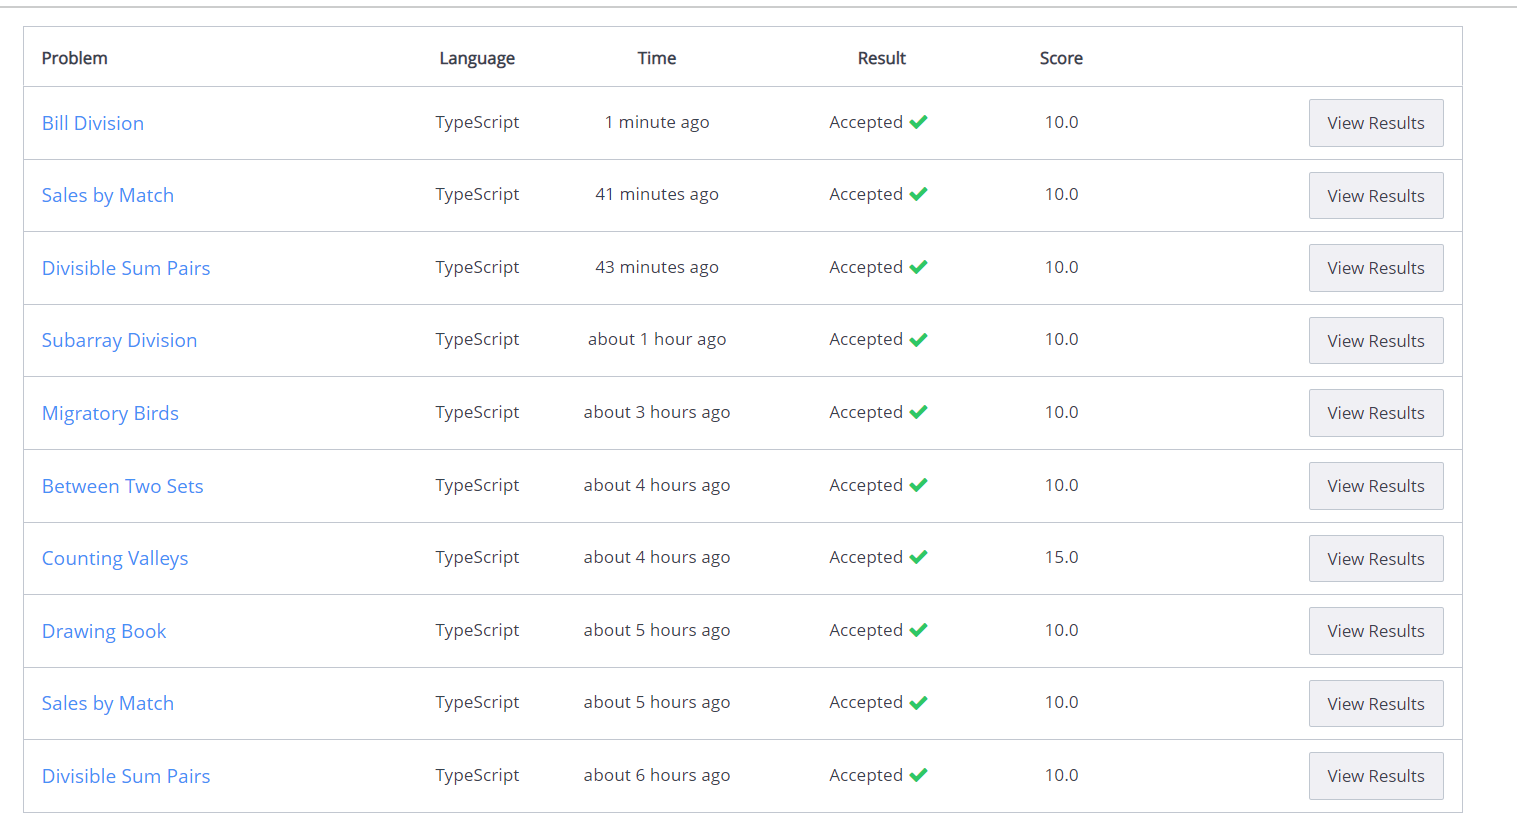 Problem Language Time Result Score
Bill Division TypeScript 1 minute ago Accepted 10.0 View Results
Sales by Match TypeScript 41 minutes ago Accepted 10.0 View Results
Divisible Sum Pairs TypeScript 43 minutes ago Accepted 10.0 View Results
Subarray Division TypeScript about 1 hour ago Accepted 10.0 View Results
Migratory Birds TypeScript about 3 hours ago Accepted 10.0 View Results
Between Two Sets TypeScript about 4 hours ago Accepted 10.0 View Results
Counting Valleys TypeScript about 4 hours ago Accepted 15.0 View Results
Drawing Book TypeScript about 5 hours ago Accepted 10.0 View Results
Sales by Match TypeScript about 5 hours ago Accepted 10.0 View Results
Divisible Sum Pairs TypeScript about 6 hours ago Accepted 10.0 View Results